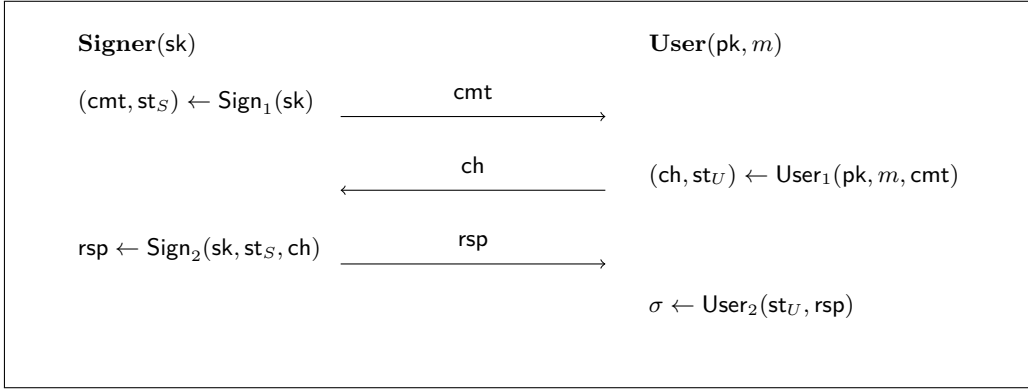 Signer(sk) User(pk, m)
(cmt, st_S) ← Sign_1(sk) cmt
ch (ch, st_U) ← User_1(pk, m, cmt)
rsp ← Sign_2(sk, st_S, ch) rsp
σ ← User_2(st_U, rsp)